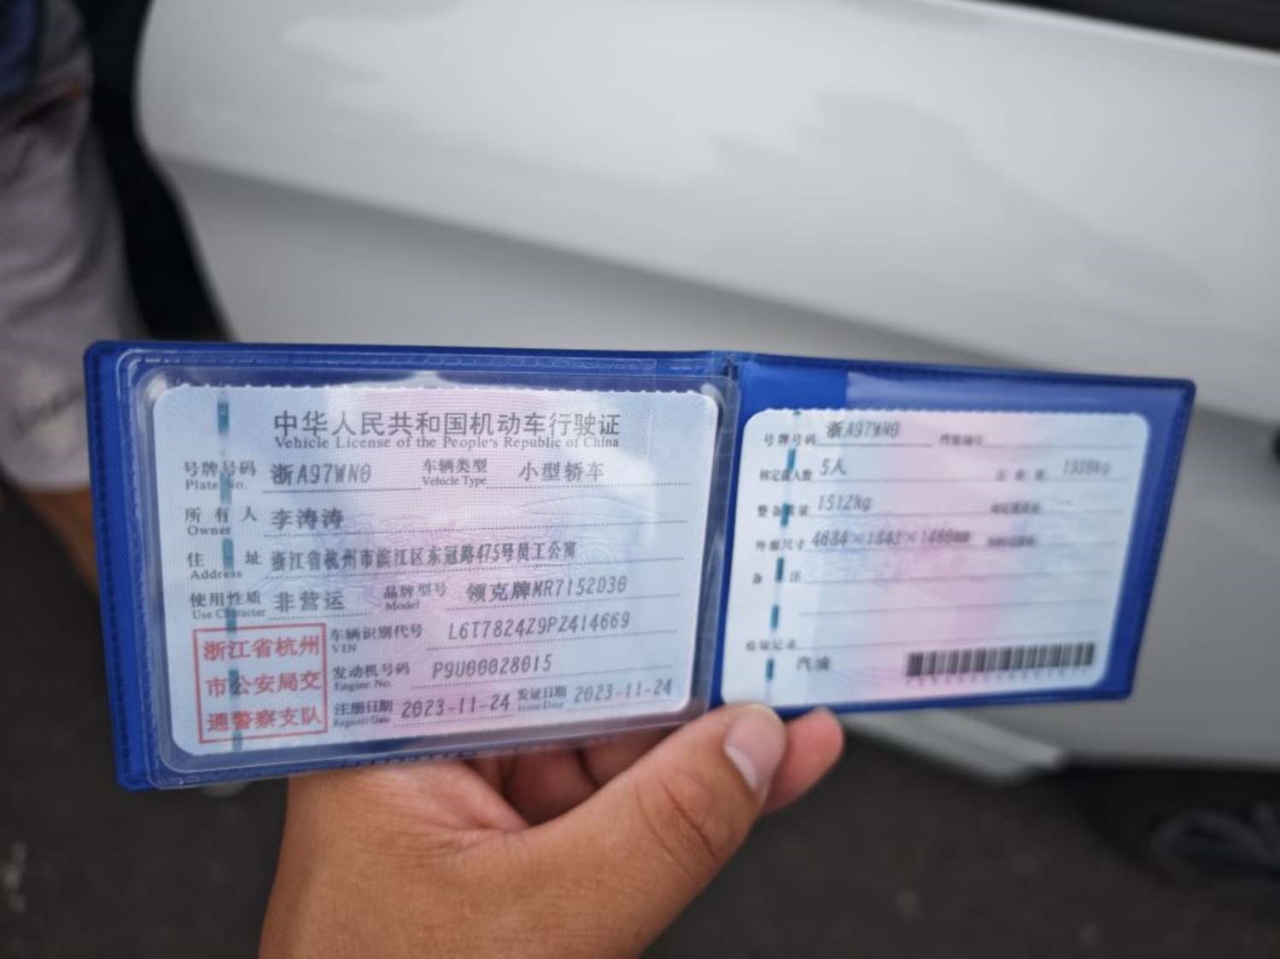 中华人民共和国机动车行驶证
Vehicle License of the People's Republic of China
号牌号码 浙A97WN0 车辆类型 小型轿车
Plate No. Vehicle Type
所有人 李涛涛
Owner
住址 浙江省杭州市滨江区东冠路475号员工公寓
Address
使用性质 非营运 品牌型号 领克牌MR7152D30
Use Character Model
浙江省杭州
市公安局交
通警察支队
车辆识别代号 L6T7824Z9PZ414669
VIN
发动机号码 P9U00028015
Engine No.
注册日期 2023-11-24 发证日期 2023-11-24
Register Date Issue Date
号牌号码 浙A97WN0 档案编号
核定载人数 5人 总质量 1938kg
整备质量 1512kg
外廓尺寸 4684×1843×1460mm
备注
检验记录
汽油